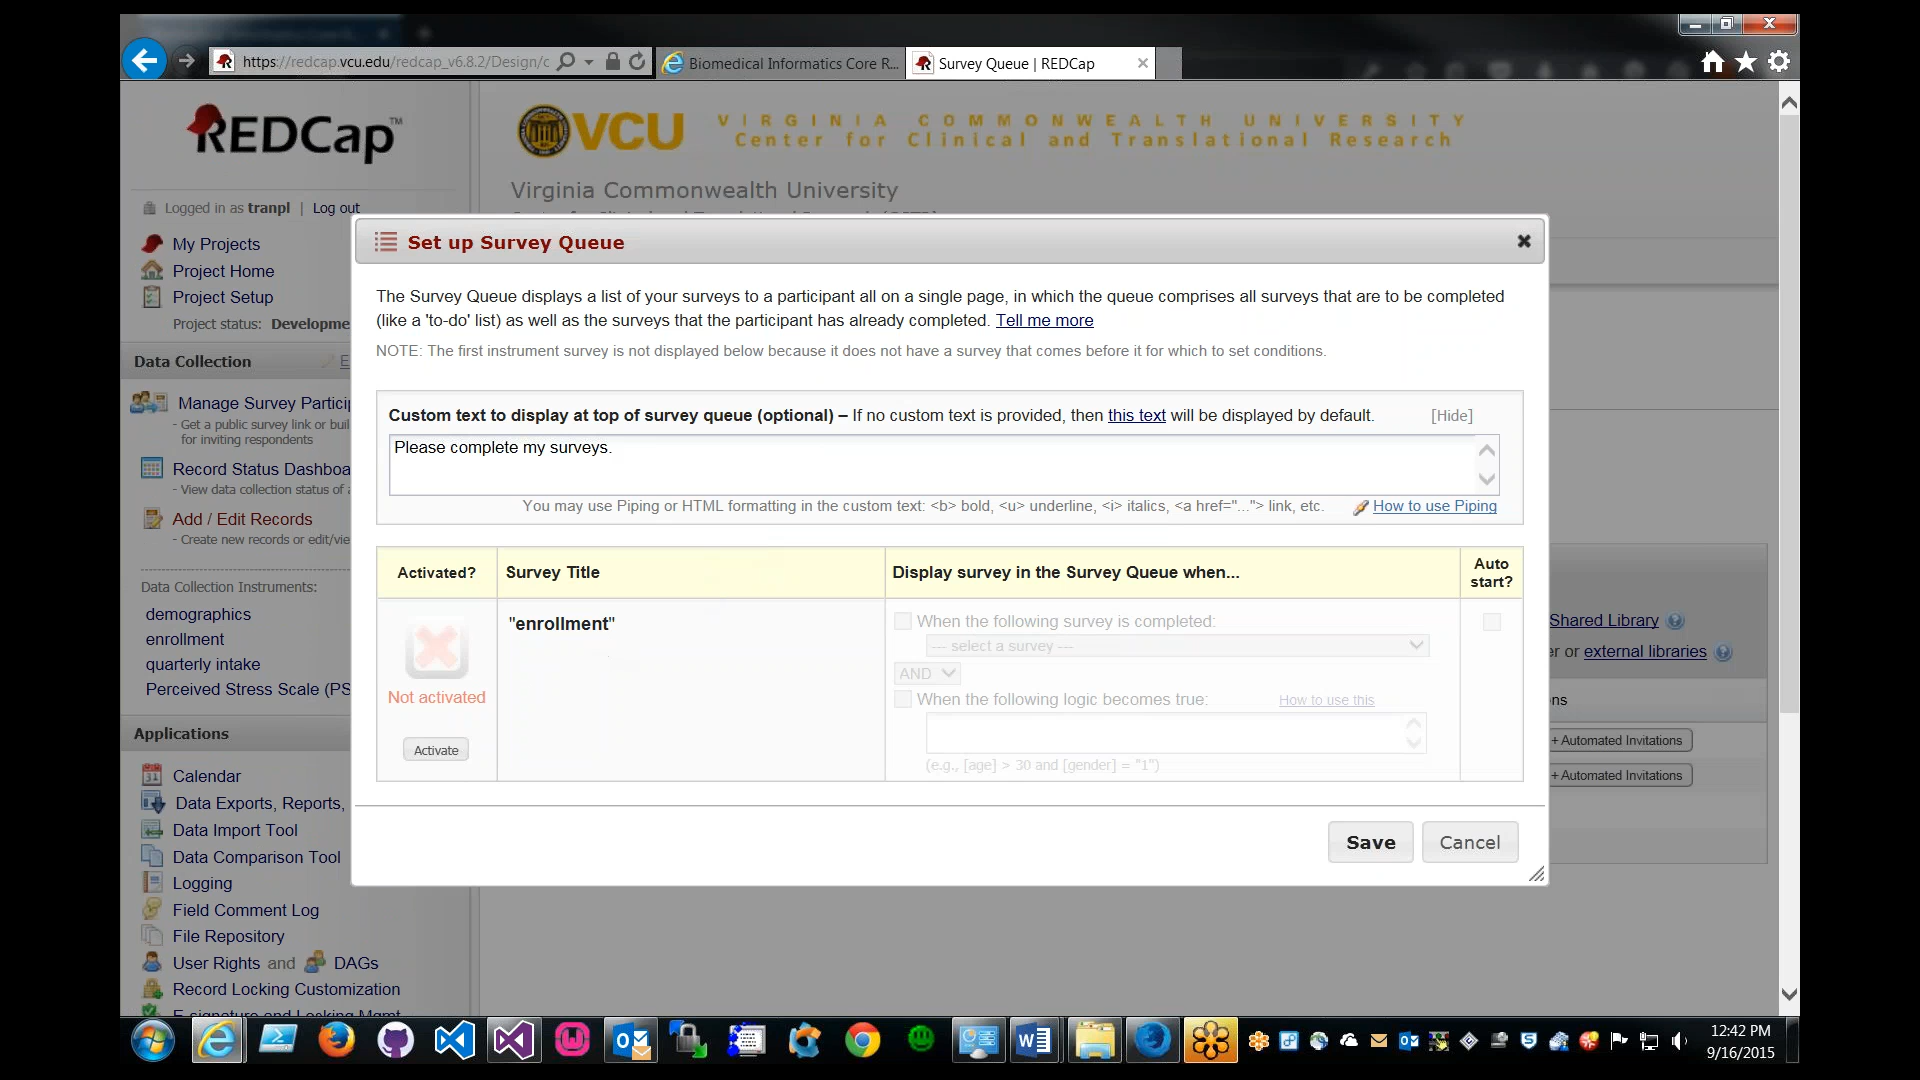 https://redcap.vcu.edu/redcap_v6.8.2/Design/c
Biomedical Informatics Core R...
Survey Queue | REDCap
REDCap™
VCU
VIRGINIA COMMONWEALTH UNIVERSITY
Center for Clinical and Translational Research
Virginia Commonwealth University
Logged in as tranpl | Log out
My Projects
Project Home
Project Setup
Project status: Developme
Data Collection
Manage Survey Partici
- Get a public survey link or buil
for inviting respondents
Record Status Dashboa
- View data collection status of a
Add / Edit Records
- Create new records or edit/vie
Data Collection Instruments:
demographics
enrollment
quarterly intake
Perceived Stress Scale (PS
Applications
Calendar
Data Exports, Reports,
Data Import Tool
Data Comparison Tool
Logging
Field Comment Log
File Repository
User Rights and DAGs
Record Locking Customization
E-signature and Locking Mgmt
Set up Survey Queue
The Survey Queue displays a list of your surveys to a participant all on a single page, in which the queue comprises all surveys that are to be completed
(like a 'to-do' list) as well as the surveys that the participant has already completed. Tell me more
NOTE: The first instrument survey is not displayed below because it does not have a survey that comes before it for which to set conditions.
Custom text to display at top of survey queue (optional) – If no custom text is provided, then this text will be displayed by default. [Hide]
Please complete my surveys.
You may use Piping or HTML formatting in the custom text: <b> bold, <u> underline, <i> italics, <a href="..."> link, etc. How to use Piping
Activated?
Survey Title
Display survey in the Survey Queue when...
Auto
start?
Not activated
Activate
"enrollment"
When the following survey is completed:
--- select a survey ---
AND
When the following logic becomes true: How to use this
(e.g., [age] > 30 and [gender] = "1")
Save
Cancel
Shared Library
er or external libraries
ns
+ Automated Invitations
+ Automated Invitations
12:42 PM
9/16/2015